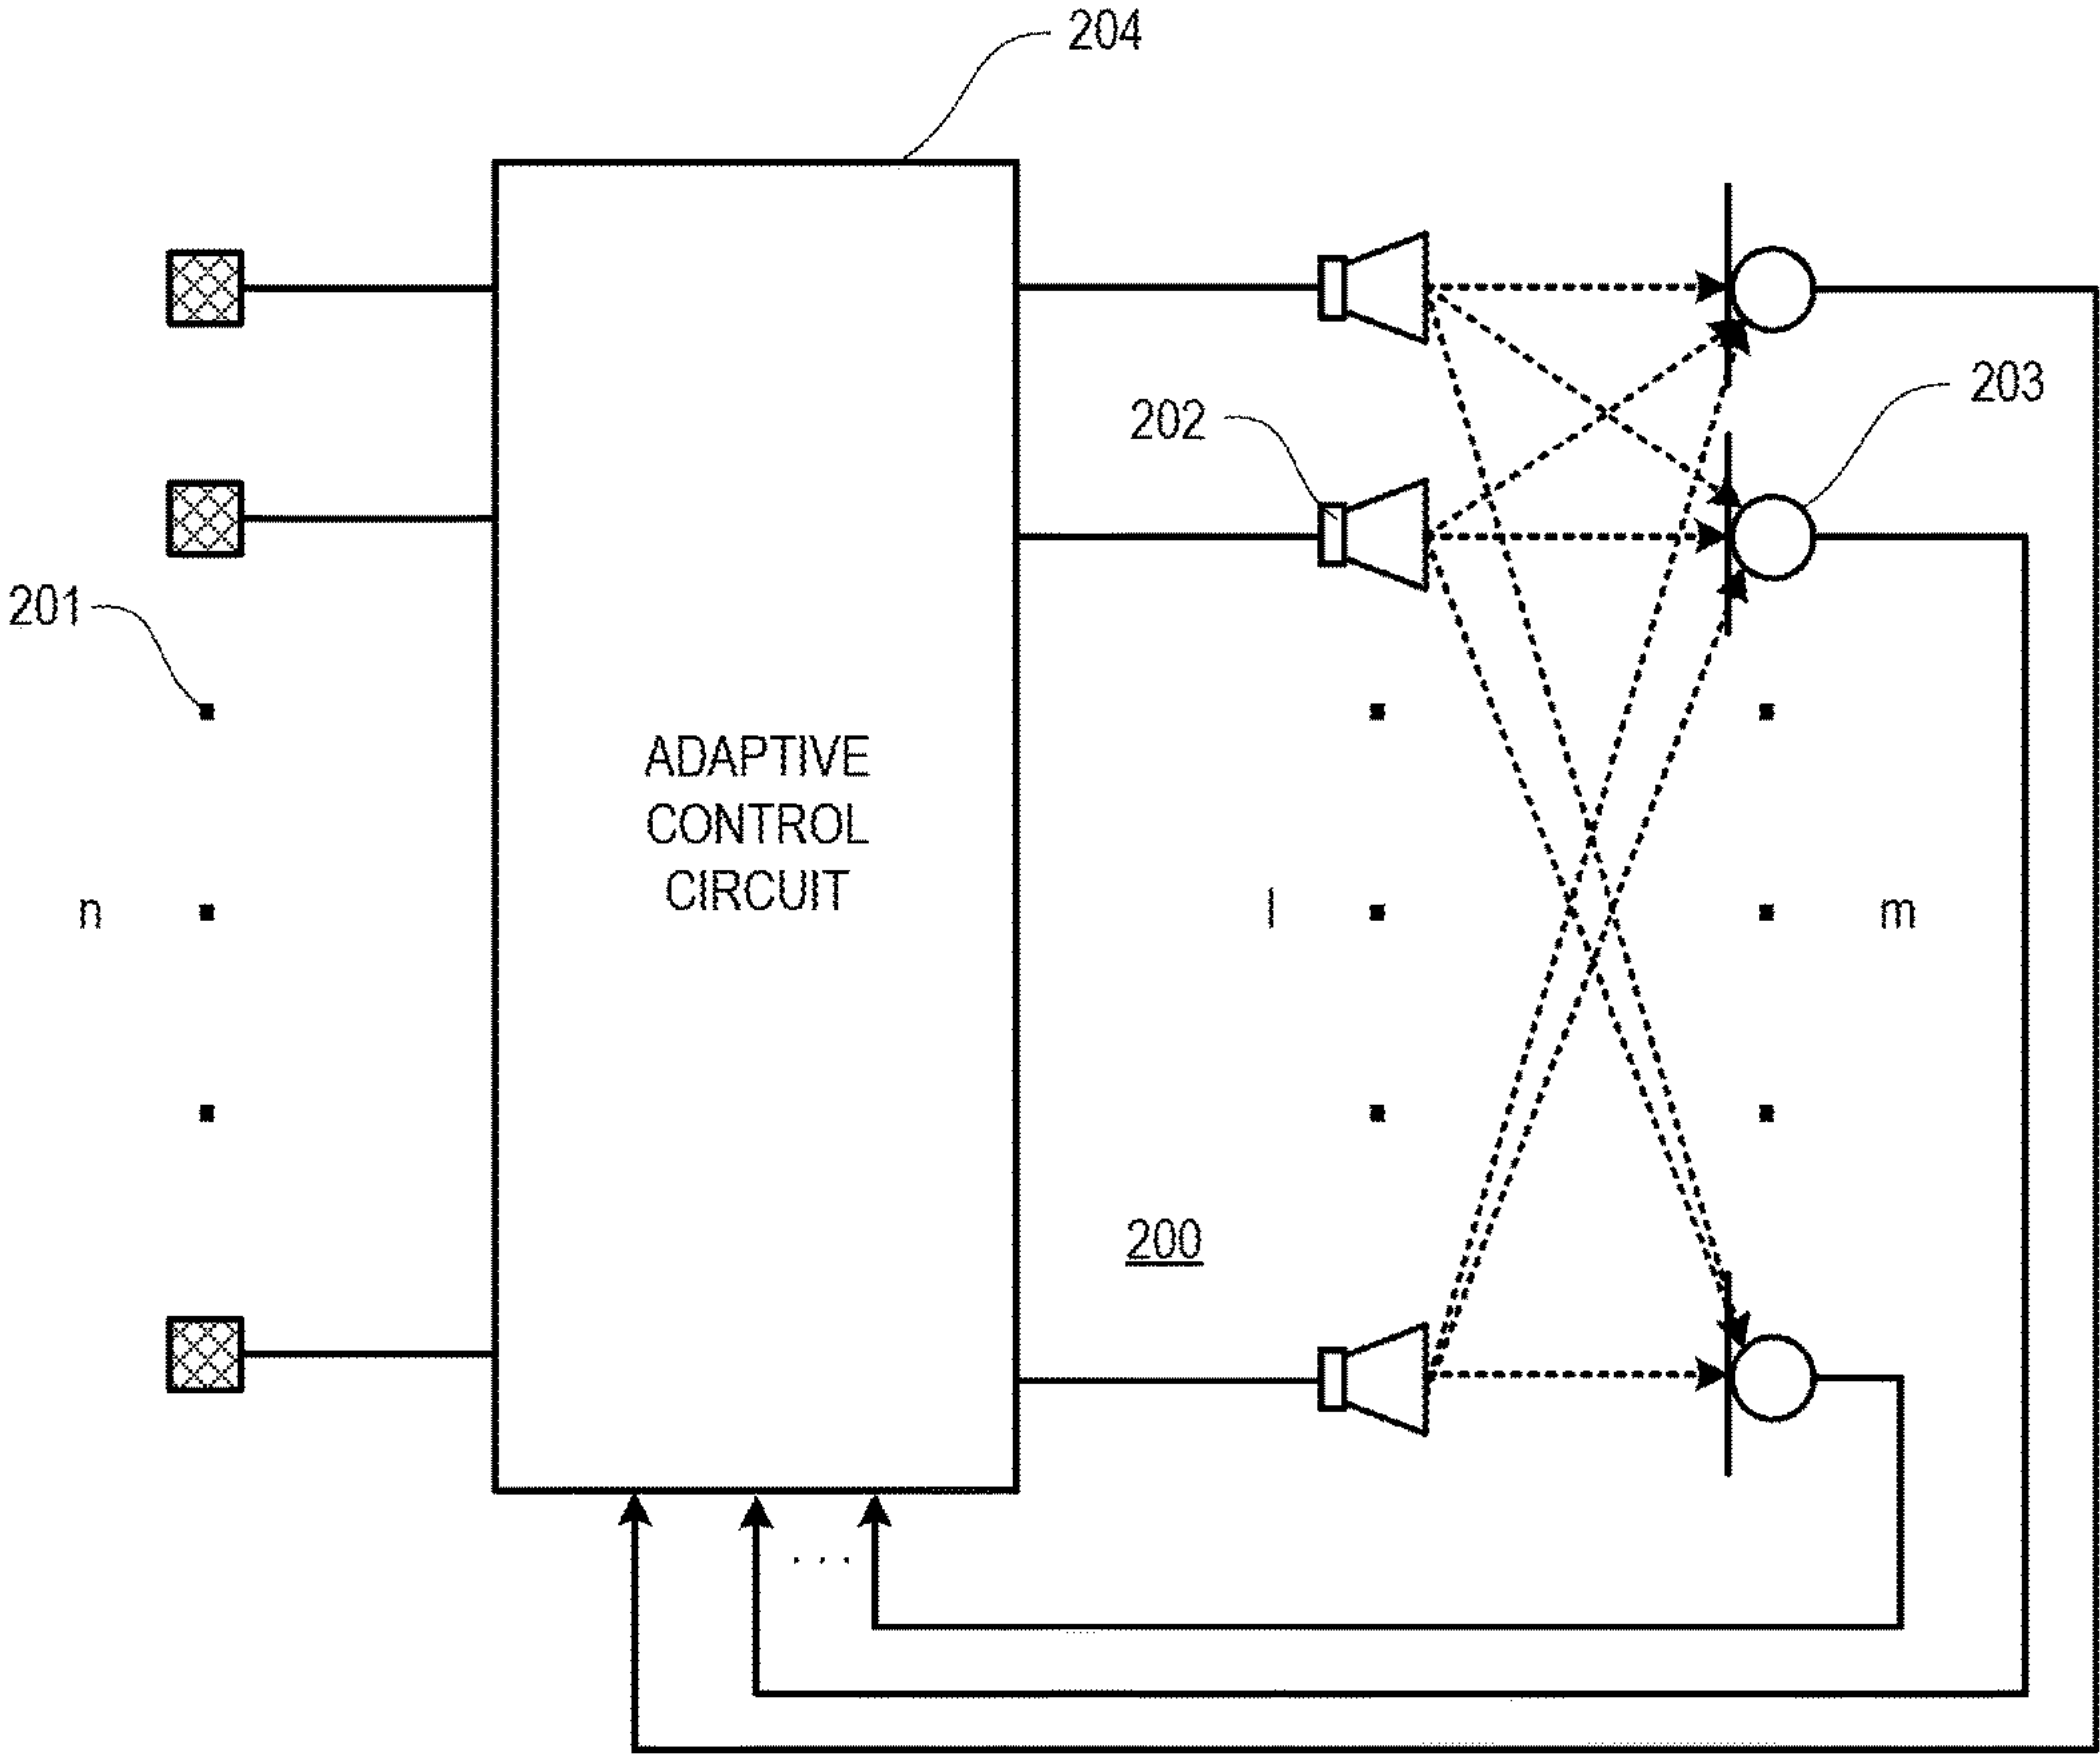 204
202
203
201
ADAPTIVE
CONTROL
CIRCUIT
n
l
m
200
. . .